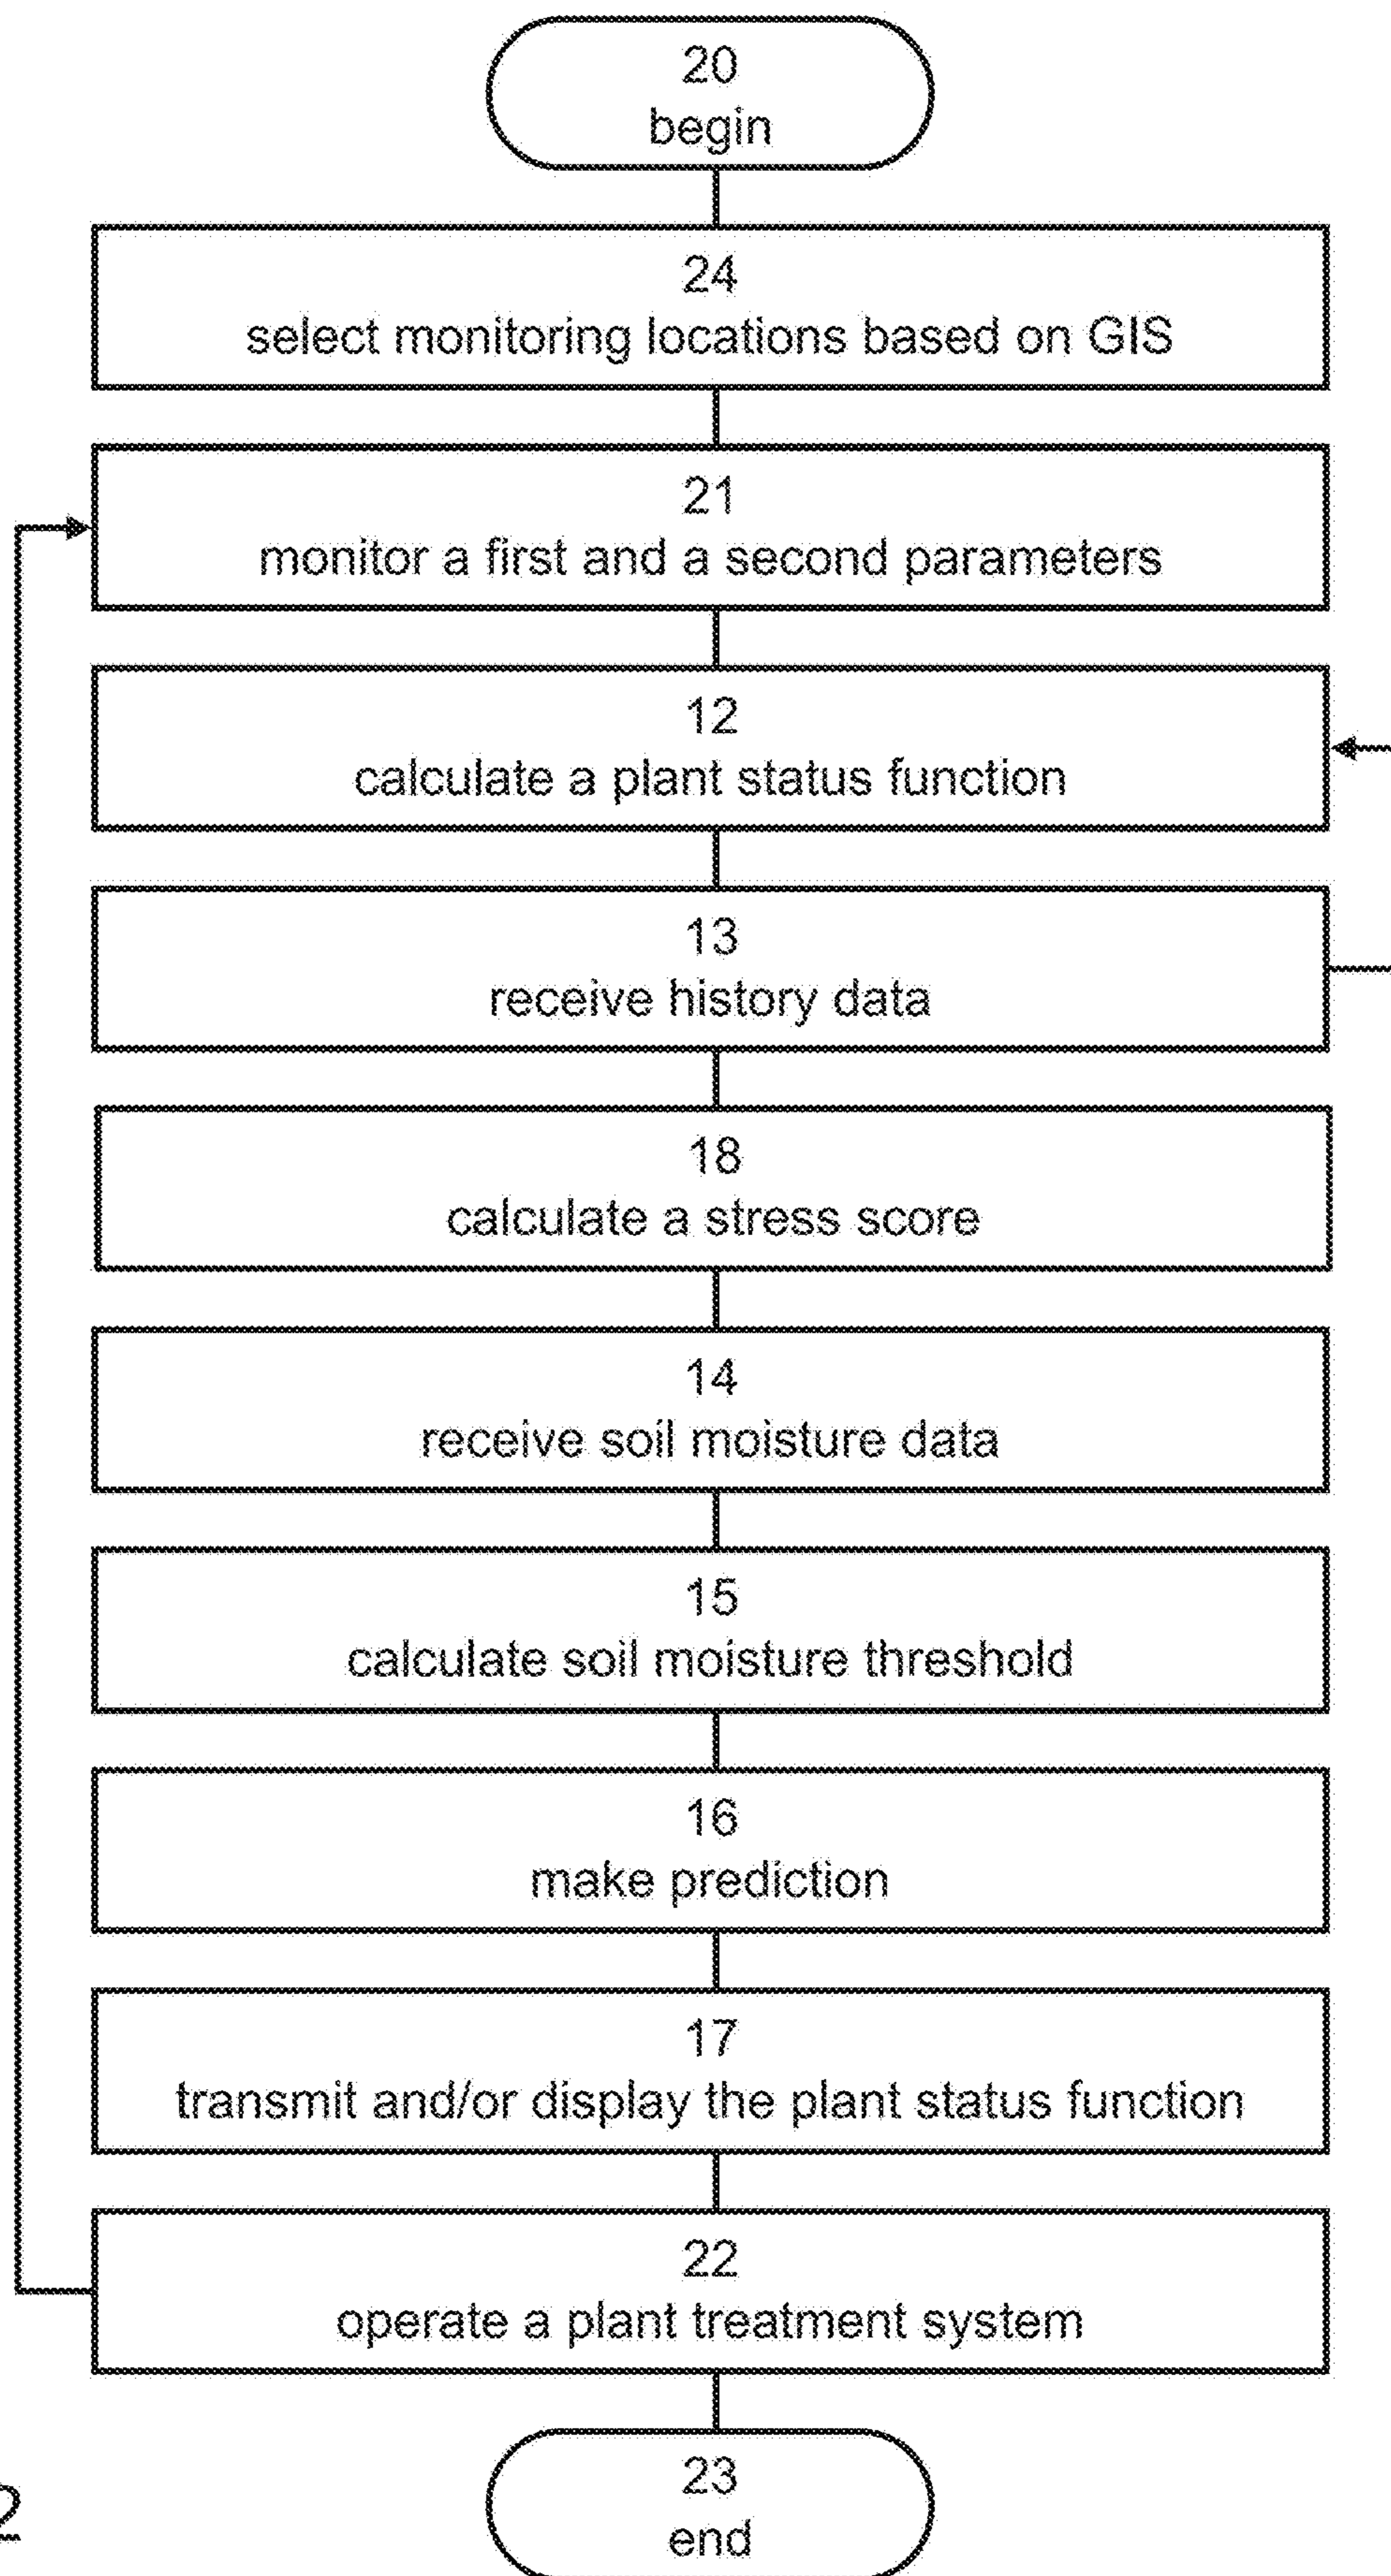 20
begin
24
select monitoring locations based on GIS
21
monitor a first and a second parameters
12
calculate a plant status function
13
receive history data
18
calculate a stress score
14
receive soil moisture data
15
calculate soil moisture threshold
16
make prediction
17
transmit and/or display the plant status function
22
operate a plant treatment system
23
end
2